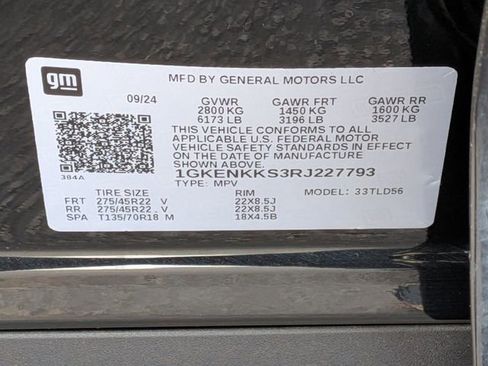 gm
MFD BY GENERAL MOTORS LLC
09/24 GVWR GAWR FRT GAWR RR
2800 KG 1450 KG 1600 KG
6173 LB 3196 LB 3527 LB
THIS VEHICLE CONFORMS TO ALL
APPLICABLE U.S. FEDERAL MOTOR
VEHICLE SAFETY STANDARDS IN EFFECT
ON THE DATE OF MANUFACTURE
SHOWN ABOVE.
384A 1GKENKKS3RJ227793
TYPE: MPV MODEL: 33TLD56
TIRE SIZE RIM
FRT 275/45R22 V 22X8.5J
RR 275/45R22 V 22X8.5J
SPA T135/70R18 M 18X4.5B